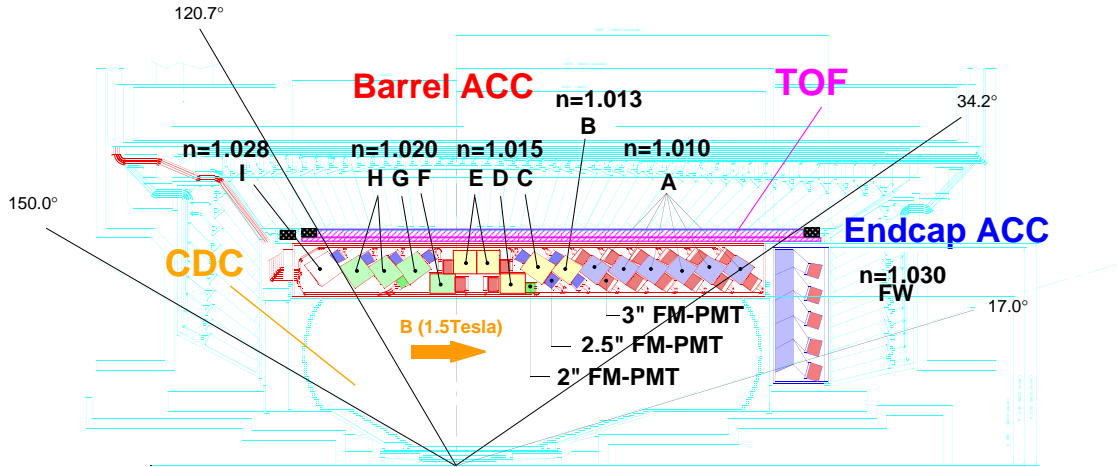 120.7°
Barrel ACC
TOF
n=1.013
B
34.2°
n=1.028
I
n=1.020
H G F
n=1.015
E D C
n=1.010
A
150.0°
CDC
Endcap ACC
n=1.030
FW
17.0°
B (1.5Tesla)
3" FM-PMT
2.5" FM-PMT
2" FM-PMT